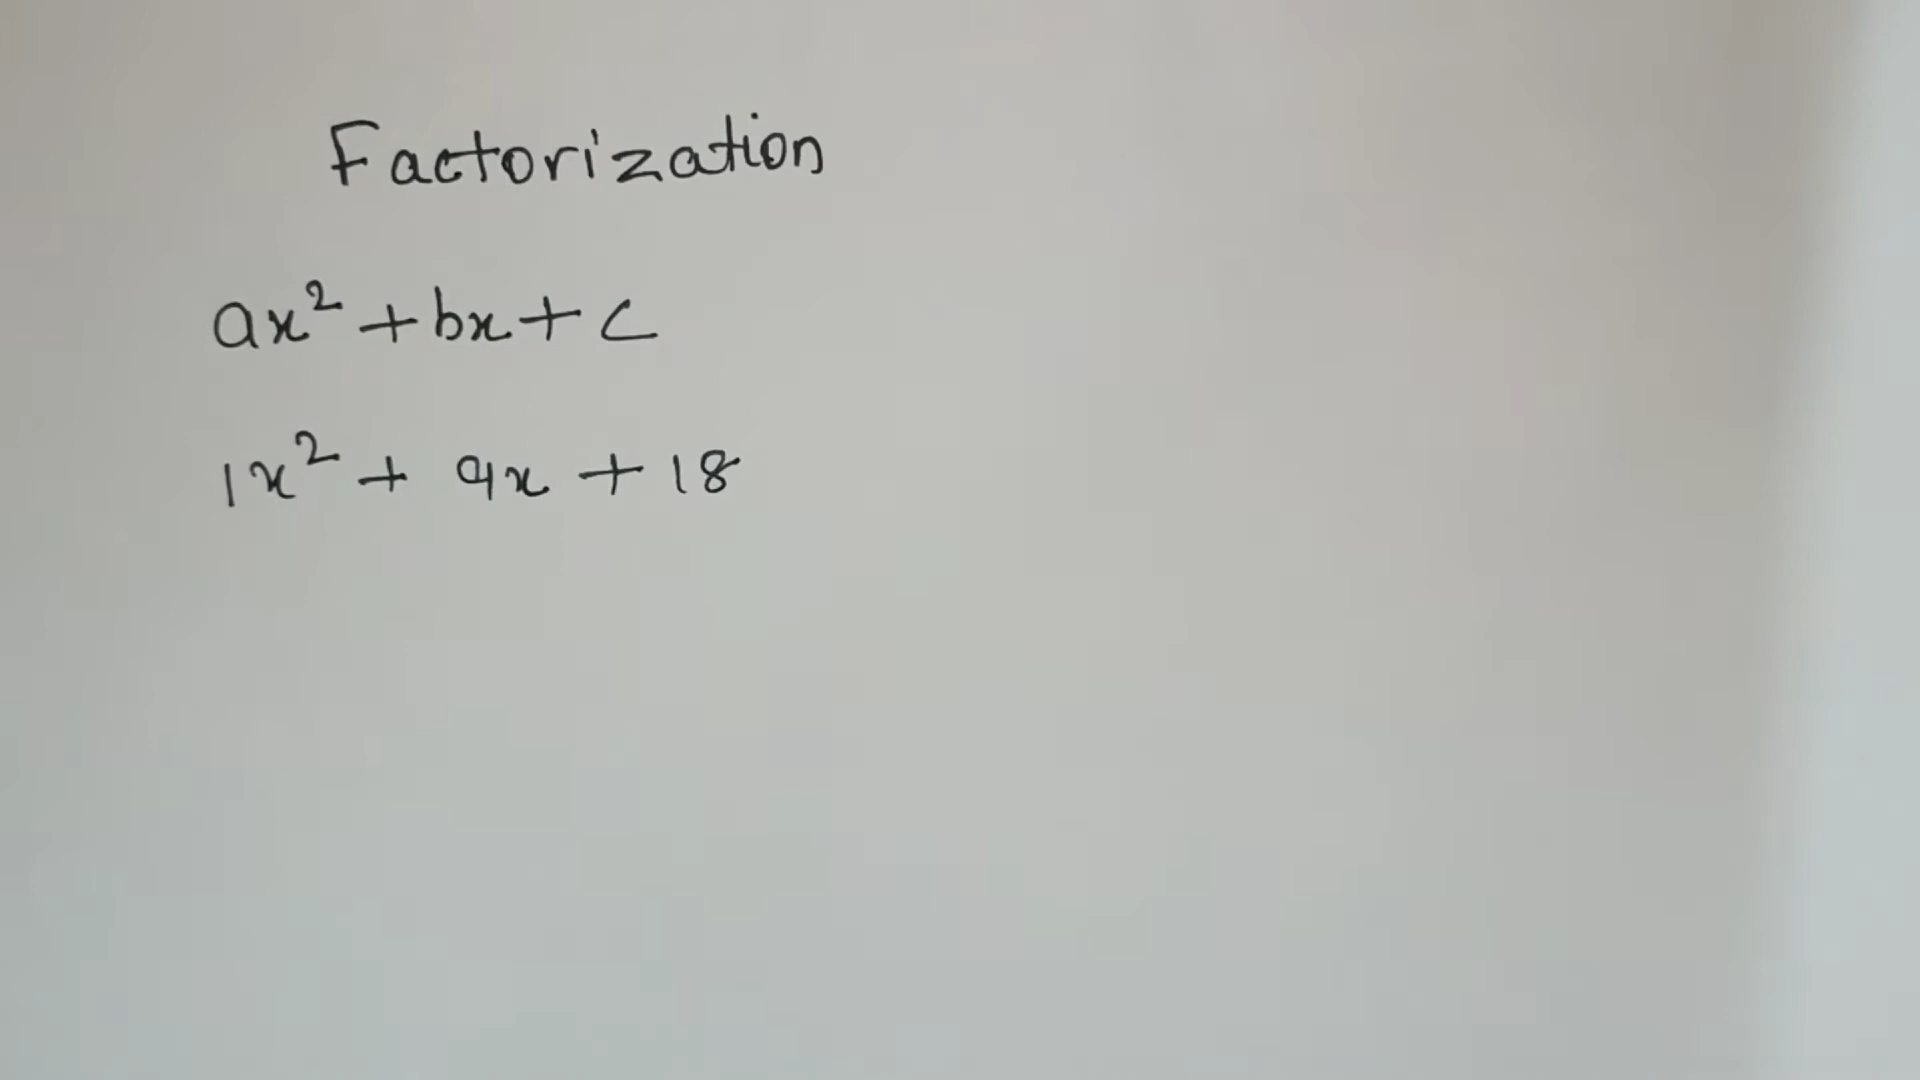 Factorization
ax² + bx + c
1x² + 9x + 18